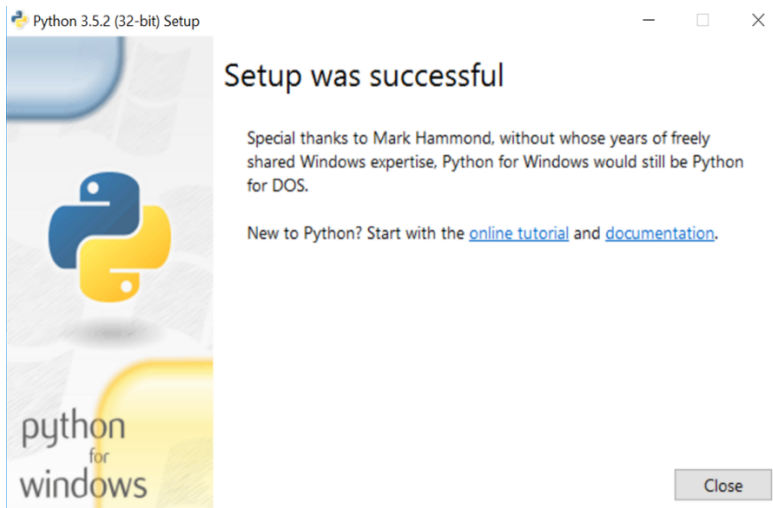 Python 3.5.2 (32-bit) Setup
Setup was successful
Special thanks to Mark Hammond, without whose years of freely
shared Windows expertise, Python for Windows would still be Python
for DOS.
New to Python? Start with the online tutorial and documentation.
python
for
windows
Close